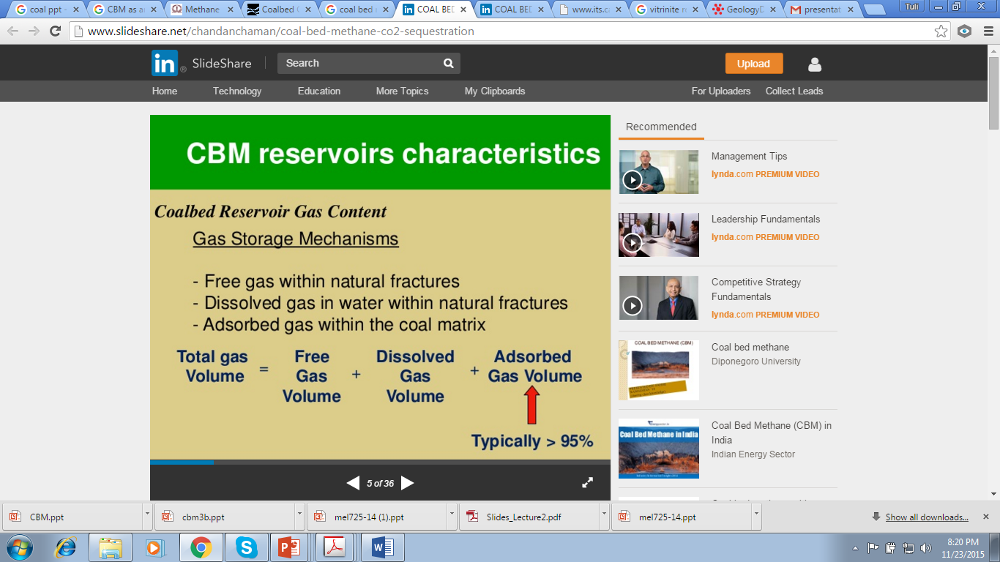 coal ppt -
CBM as a
Methane
Coalbed
coal bed
COAL BED
COAL BED
www.its.c
vitrinite r
GeologyD
presentat
Tuli
www.slideshare.net/chandanchaman/coal-bed-methane-co2-sequestration
in® SlideShare
Search
Upload
Home Technology Education More Topics My Clipboards For Uploaders Collect Leads
CBM reservoirs characteristics
Coalbed Reservoir Gas Content
Gas Storage Mechanisms
- Free gas within natural fractures
- Dissolved gas in water within natural fractures
- Adsorbed gas within the coal matrix
Total gas Volume = Free Gas Volume + Dissolved Gas Volume + Adsorbed Gas Volume
Typically > 95%
5 of 36
Recommended
Management Tips
lynda.com PREMIUM VIDEO
Leadership Fundamentals
lynda.com PREMIUM VIDEO
Competitive Strategy
Fundamentals
lynda.com PREMIUM VIDEO
COAL BED METHANE (CBM)
Coal bed methane
Diponegoro University
Coal Bed Methane in India
Coal Bed Methane (CBM) in
India
Indian Energy Sector
CBM.ppt
cbm3b.ppt
mel725-14 (1).ppt
Slides_Lecture2.pdf
mel725-14.ppt
Show all downloads...
8:20 PM
11/23/2015